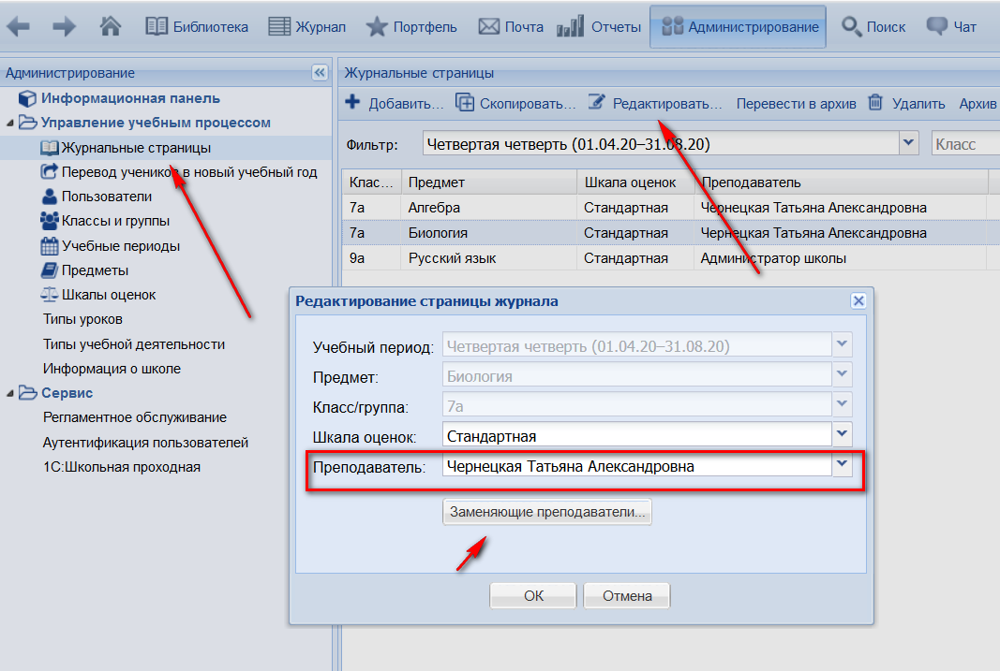 Библиотека Журнал Портфель Почта Отчеты Администрирование Поиск Чат
Администрирование
Информационная панель
Управление учебным процессом
Журнальные страницы
Перевод учеников в новый учебный год
Пользователи
Классы и группы
Учебные периоды
Предметы
Шкалы оценок
Типы уроков
Типы учебной деятельности
Информация о школе
Сервис
Регламентное обслуживание
Аутентификация пользователей
1С:Школьная проходная
Журнальные страницы
Добавить... Скопировать... Редактировать... Перевести в архив Удалить Архив
Фильтр: Четвертая четверть (01.04.20–31.08.20) Класс
Клас... Предмет Шкала оценок Преподаватель
7а Алгебра Стандартная Чернецкая Татьяна Александровна
7а Биология Стандартная Чернецкая Татьяна Александровна
9а Русский язык Стандартная Администратор школы
Редактирование страницы журнала
Учебный период: Четвертая четверть (01.04.20–31.08.20)
Предмет: Биология
Класс/группа: 7а
Шкала оценок: Стандартная
Преподаватель: Чернецкая Татьяна Александровна
Заменяющие преподаватели...
ОК Отмена